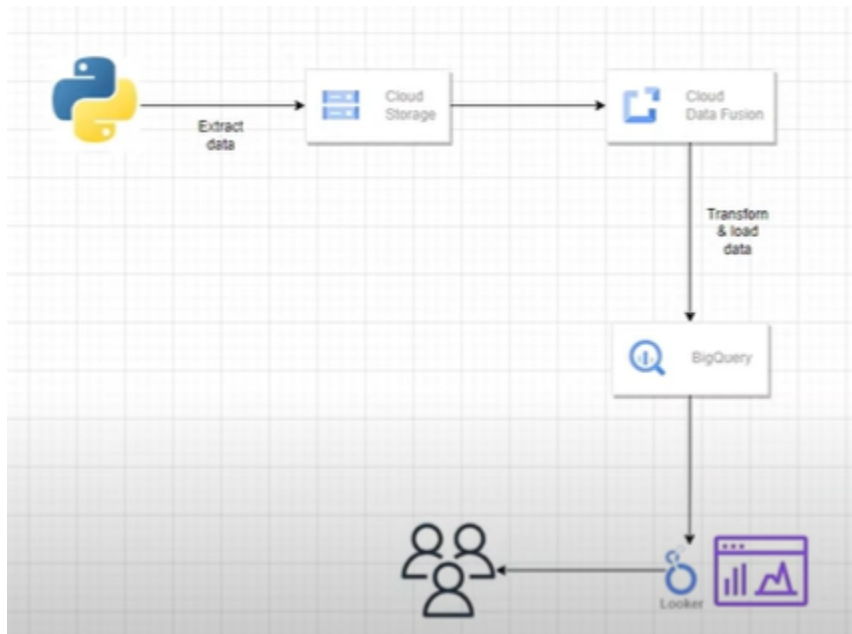 Cloud
Storage
Cloud
Data Fusion
Extract
data
Transform
& load
data
BigQuery
Looker